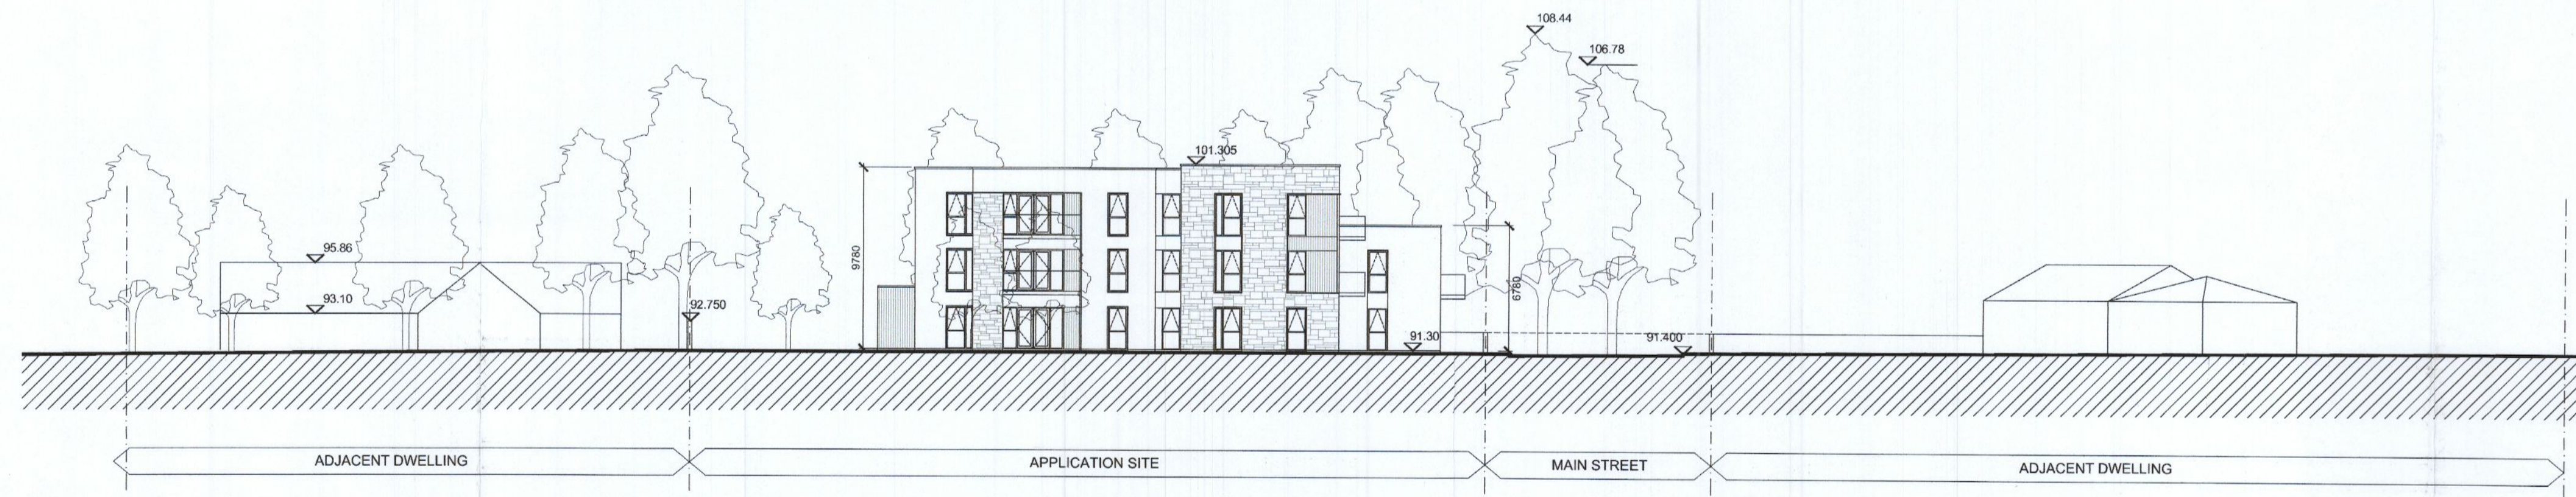 108.44
106.78
101.305
95.86
93.10
92.750
9780
6780
91.30
91.400
ADJACENT DWELLING
APPLICATION SITE
MAIN STREET
ADJACENT DWELLING